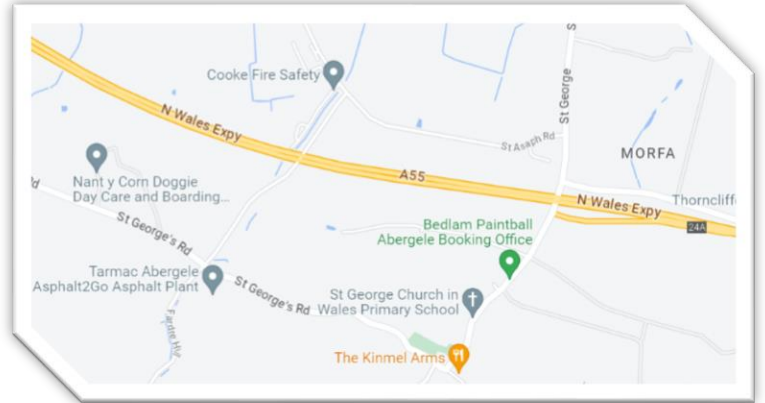 St George
Cooke Fire Safety
N Wales Expy
St Asaph Rd
MORFA
Nant y Corn Doggie
Day Care and Boarding...
A55
N Wales Expy
Thorncliff
24A
St George's Rd
Bedlam Paintball
Abergele Booking Office
Tarmac Abergele
Asphalt2Go Asphalt Plant
St George's Rd
St George Church in
Wales Primary School
The Kinmel Arms